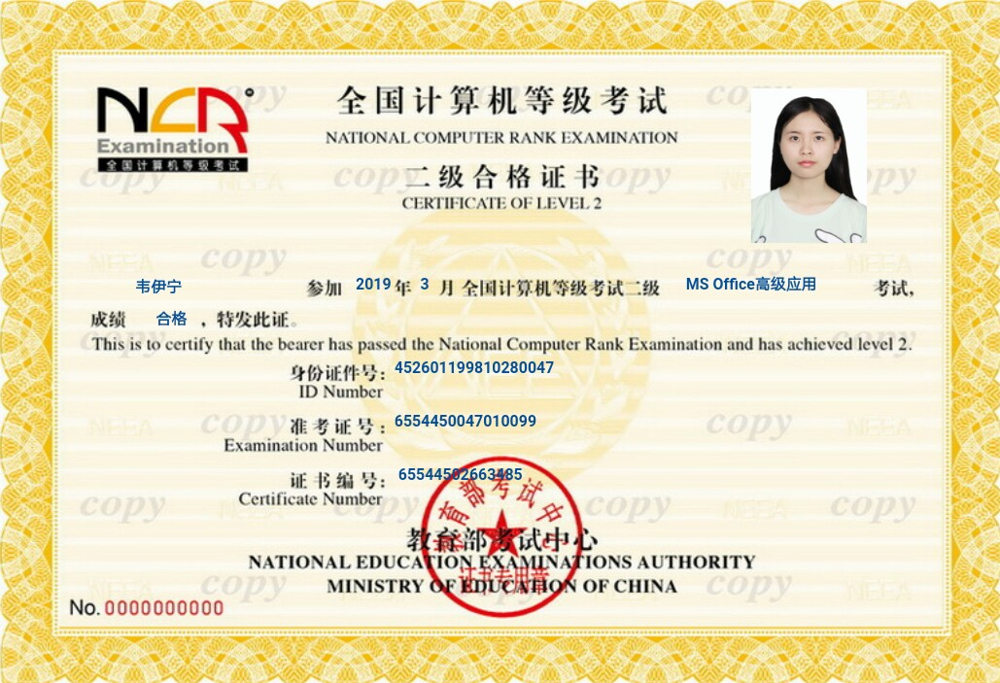 NCR
Examination
全国计算机等级考试
全国计算机等级考试
NATIONAL COMPUTER RANK EXAMINATION
二级合格证书
CERTIFICATE OF LEVEL 2
韦伊宁 参加 2019 年 3 月 全国计算机等级考试二级 MS Office高级应用 考试,
成绩 合格 ，特发此证。
This is to certify that the bearer has passed the National Computer Rank Examination and has achieved level 2.
身份证件号: 452601199810280047
ID Number
准考证号: 6554450047010099
Examination Number
证书编号: 65544502663485
Certificate Number
教育部考试中心
教育部考试中心
NATIONAL EDUCATION EXAMINATIONS AUTHORITY
证书专用章
MINISTRY OF EDUCATION OF CHINA
No. 0000000000
copy
NEEA